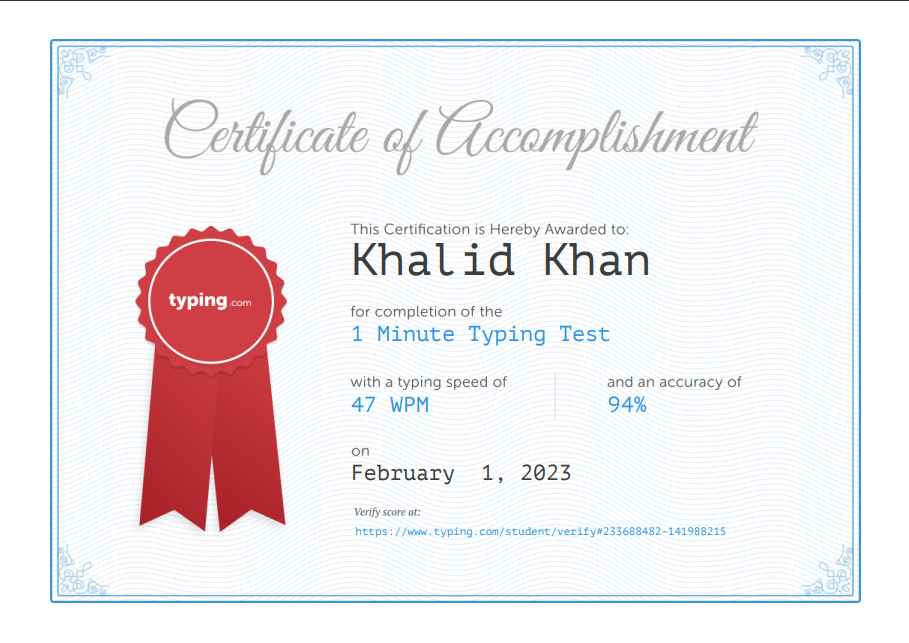 Certificate of Accomplishment
This Certification is Hereby Awarded to:
Khalid Khan
typing.com
for completion of the
1 Minute Typing Test
with a typing speed of
47 WPM
and an accuracy of
94%
on
February 1, 2023
Verify score at:
https://www.typing.com/student/verify#233688482-141988215